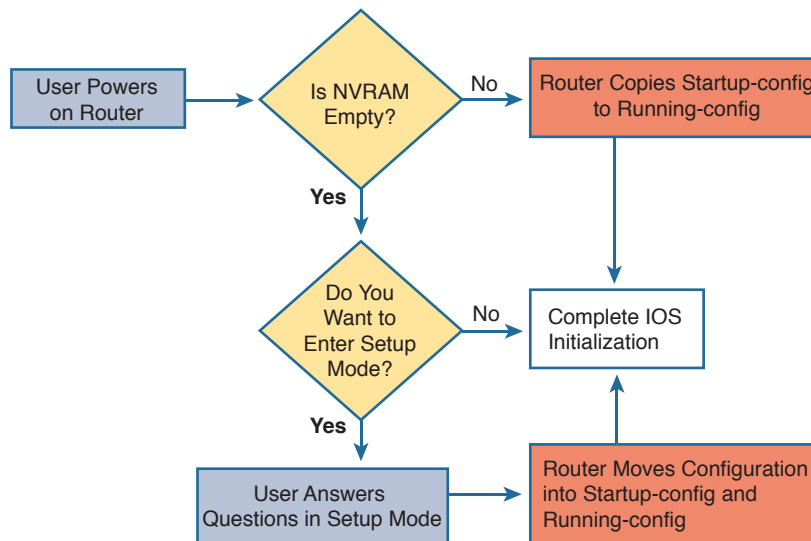 User Powers
on Router
Is NVRAM
Empty?
No
Router Copies Startup-config
to Running-config
Yes
Do You
Want to
Enter Setup
Mode?
No
Complete IOS
Initialization
Yes
User Answers
Questions in Setup Mode
Router Moves Configuration
into Startup-config and
Running-config